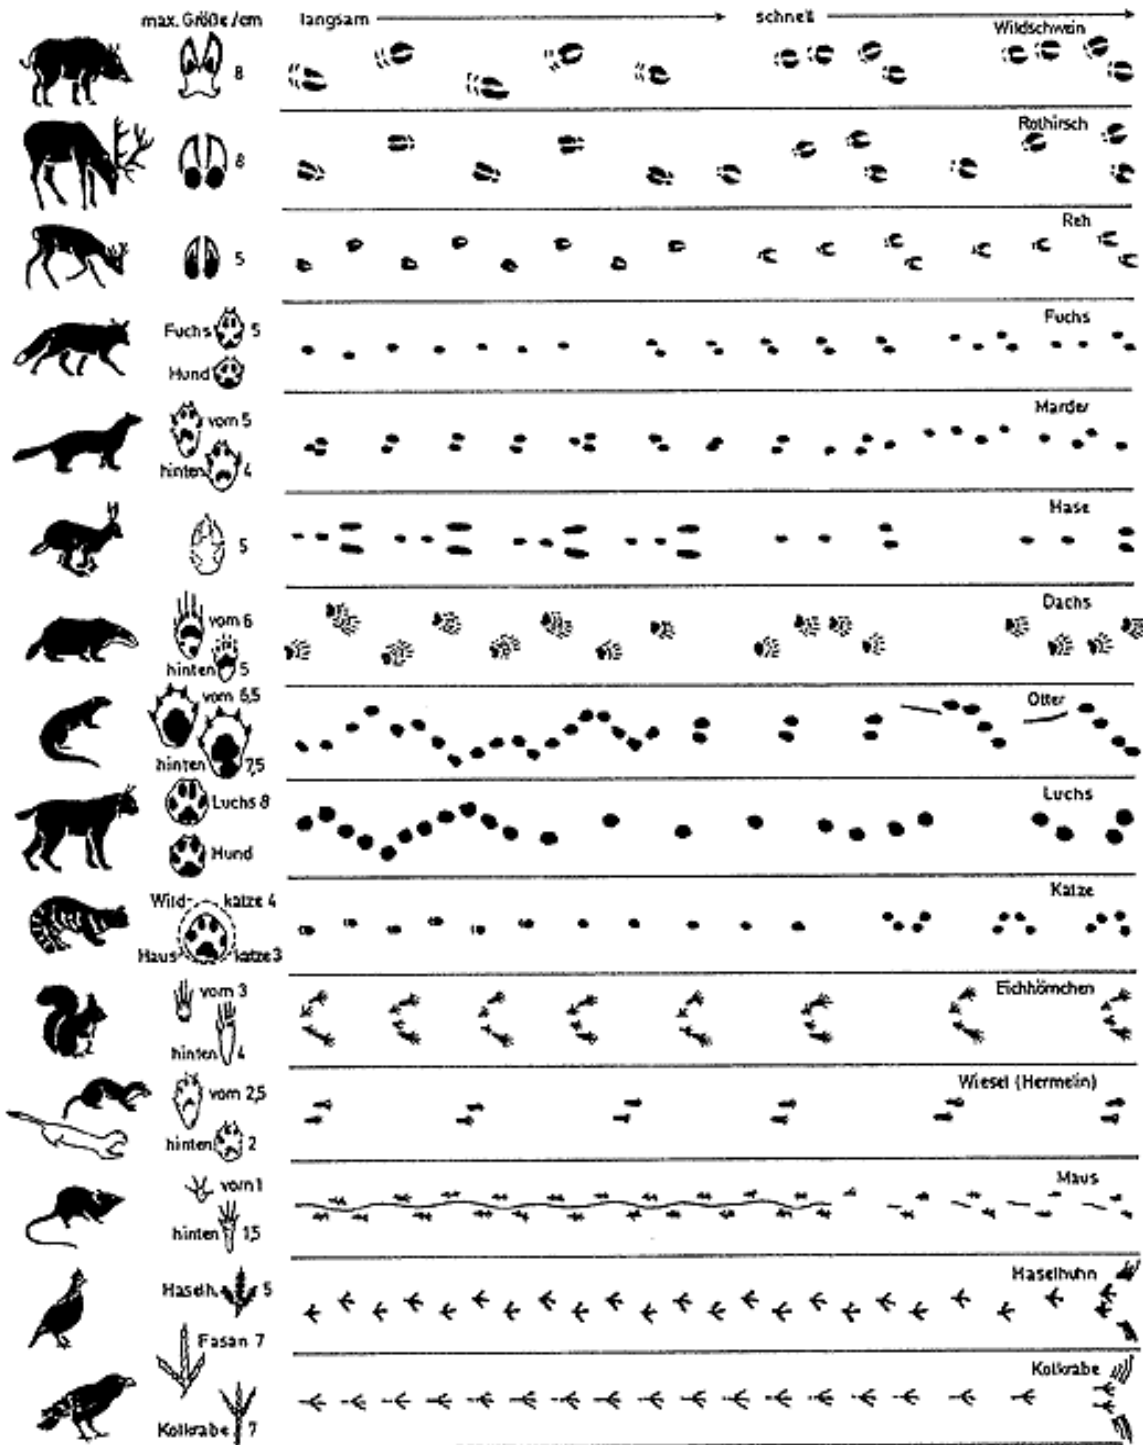 max. Größe/cm langsam schnell
Wildschwein
8
Rothirsch
8
Reh
5
Fuchs 5 Fuchs
Hund
Marder
vorn 5
hinten 4
Hase
5
Dachs
vorn 6
hinten 5
Otter
vorn 6,5
hinten 7,5
Luchs
Luchs 8
Hund
Katze
Wild- katze 4
Haus katze 3
Eichhörnchen
vorn 3
hinten 4
Wiesel (Hermelin)
vorn 2,5
hinten 2
Maus
vorn 1
hinten 1,5
Haselhuhn
Haselh. 5
Fasan 7
Kolkrabe
Kolkrabe 7